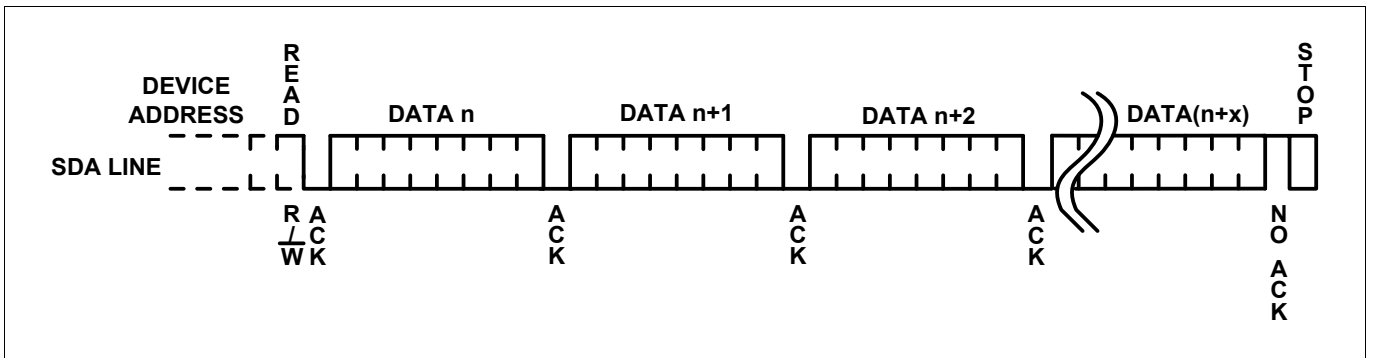 READ
STOP
DEVICE
ADDRESS
DATA n
DATA n+1
DATA n+2
DATA(n+x)
SDA LINE
R/W
ACK
ACK
ACK
ACK
NO ACK